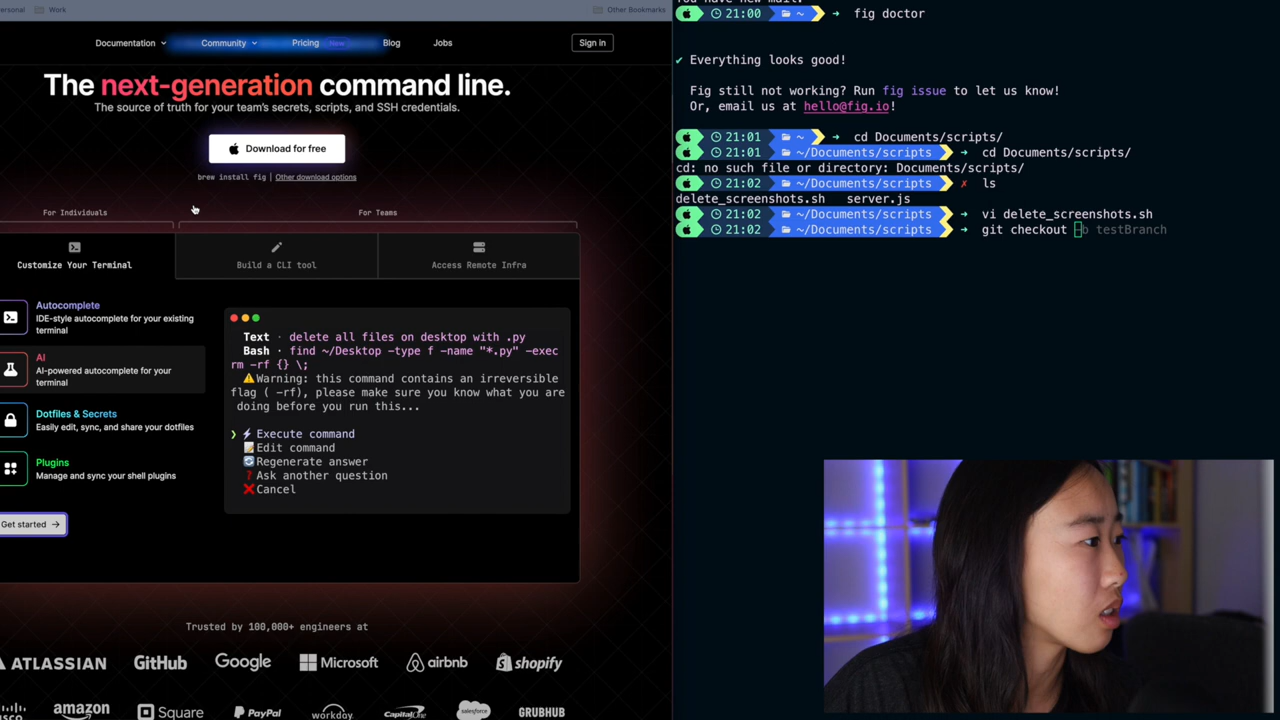 ersonal Work Other Bookmarks
Documentation Community Pricing New Blog Jobs Sign in
The next-generation command line.
The source of truth for your team's secrets, scripts, and SSH credentials.
Download for free
brew install fig | Other download options
For Individuals For Teams
Customize Your Terminal Build a CLI tool Access Remote Infra
Autocomplete
IDE-style autocomplete for your existing
terminal
AI
AI-powered autocomplete for your
terminal
Dotfiles & Secrets
Easily edit, sync, and share your dotfiles
Plugins
Manage and sync your shell plugins
Get started →
Text · delete all files on desktop with .py
Bash · find ~/Desktop -type f -name "*.py" -exec
rm -rf {} \;
⚠️Warning: this command contains an irreversible
flag ( -rf), please make sure you know what you are
doing before you run this...
❯ ⚡ Execute command
📝Edit command
🔄Regenerate answer
❓Ask another question
❌Cancel
Trusted by 100,000+ engineers at
ATLASSIAN GitHub Google Microsoft airbnb shopify
cisco amazon Square PayPal workday Capital One salesforce GRUBHUB
You have new mail.
21:00 ~ → fig doctor
✔ Everything looks good!
Fig still not working? Run fig issue to let us know!
Or, email us at hello@fig.io!
21:01 ~ → cd Documents/scripts/
21:01 ~/Documents/scripts → cd Documents/scripts/
cd: no such file or directory: Documents/scripts/
21:02 ~/Documents/scripts ✗ ls
delete_screenshots.sh server.js
21:02 ~/Documents/scripts → vi delete_screenshots.sh
21:02 ~/Documents/scripts → git checkout -b testBranch